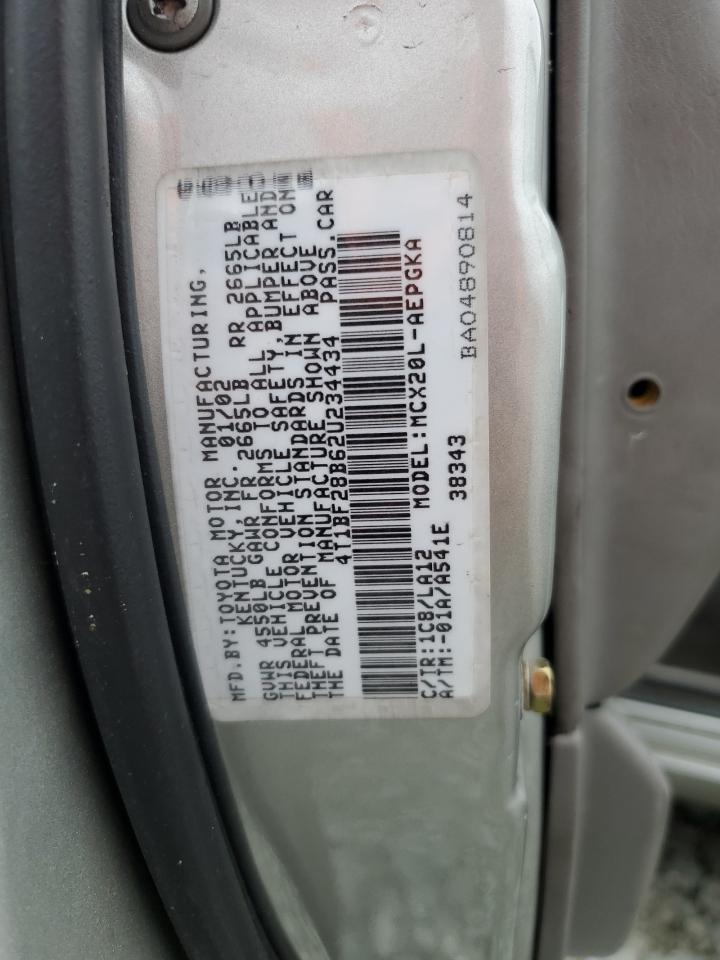 MFD.BY:TOYOTA MOTOR MANUFACTURING,
KENTUCKY, INC. 01/02
GVWR 4550LB GAWR FR 2665LB RR 2665LB
THIS VEHICLE CONFORMS TO ALL APPLICABLE
FEDERAL MOTOR VEHICLE SAFETY, BUMPER AND
THEFT PREVENTION STANDARDS IN EFFECT ON
THE DATE OF MANUFACTURE SHOWN ABOVE
4T1BF28B62U234434 PASS.CAR
MODEL:MCX20L-AEPGKA
C/TR:1C8/LA12
A/TM:-01A/A541E 38343
BA04890814